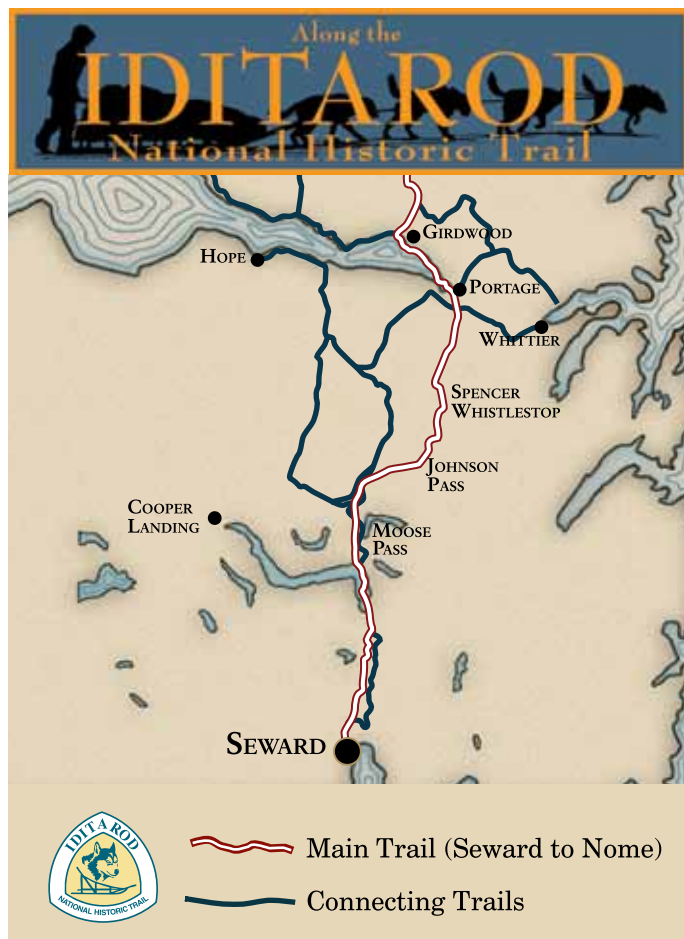 Along the
IDITAROD
National Historic Trail
GIRDWOOD
HOPE
PORTAGE
WHITTIER
SPENCER
WHISTLESTOP
JOHNSON
PASS
COOPER
LANDING
MOOSE
PASS
SEWARD
IDITAROD
NATIONAL HISTORIC TRAIL
Main Trail (Seward to Nome)
Connecting Trails